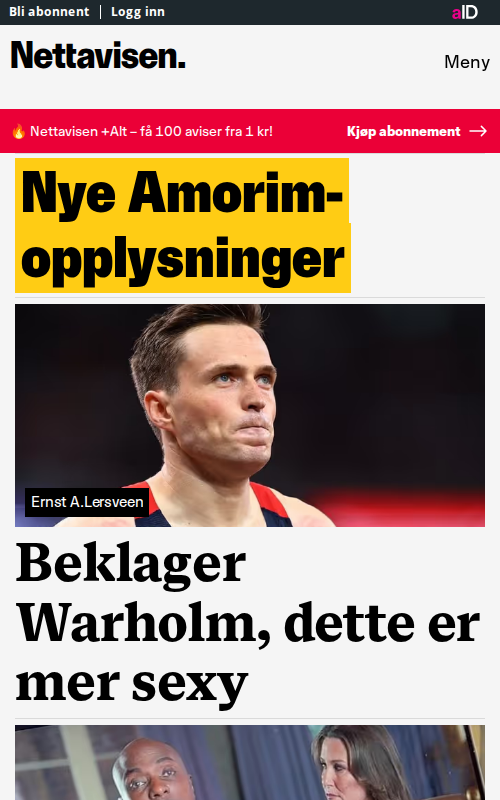 Bli abonnent | Logg inn
aID
Nettavisen.
Meny
🔥 Nettavisen +Alt – få 100 aviser fra 1 kr!
Kjøp abonnement →
Nye Amorim-
opplysninger
Ernst A.Lersveen
Beklager
Warholm, dette er
mer sexy